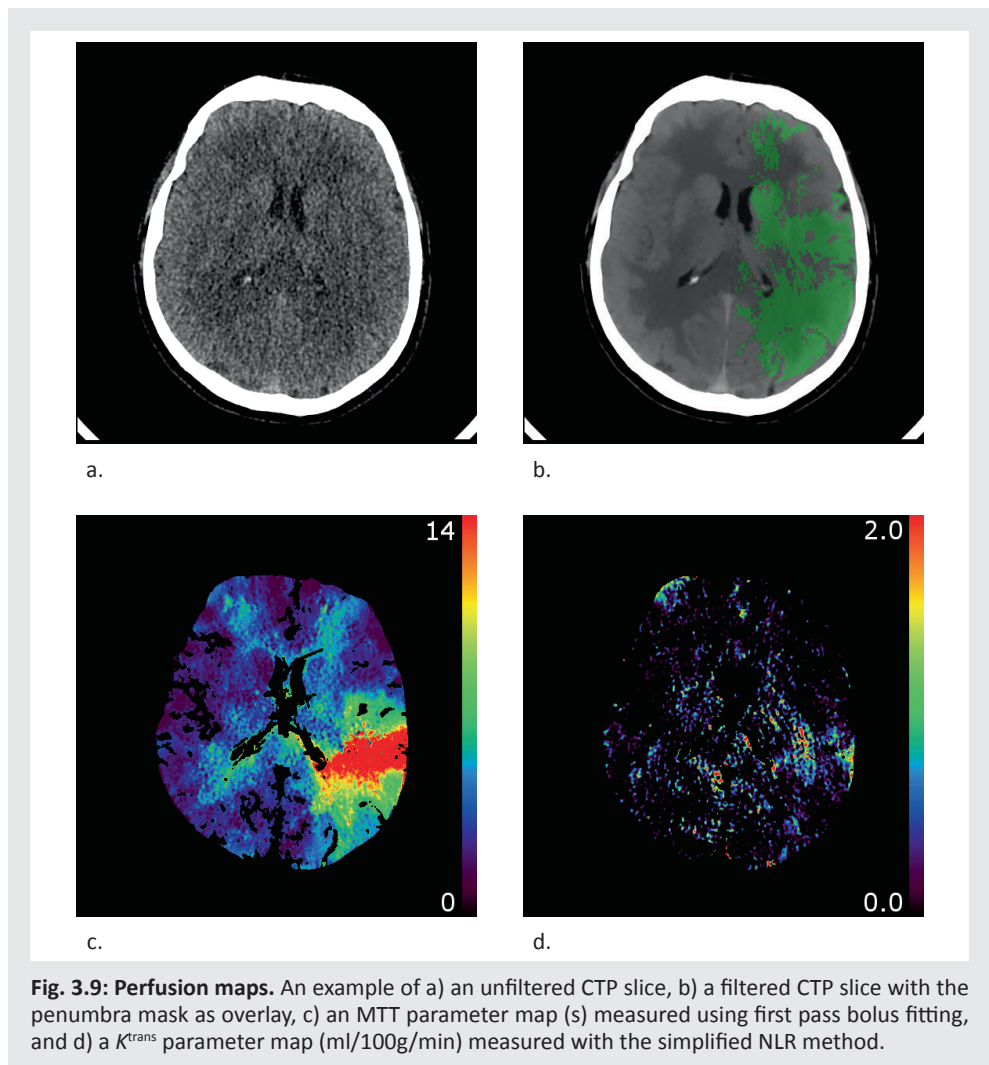 a.
b.
14
0
c.
2.0
0.0
d.
Fig. 3.9: Perfusion maps. An example of a) an unfiltered CTP slice, b) a filtered CTP slice with the
penumbra mask as overlay, c) an MTT parameter map (s) measured using first pass bolus fitting,
and d) a Ktrans parameter map (ml/100g/min) measured with the simplified NLR method.